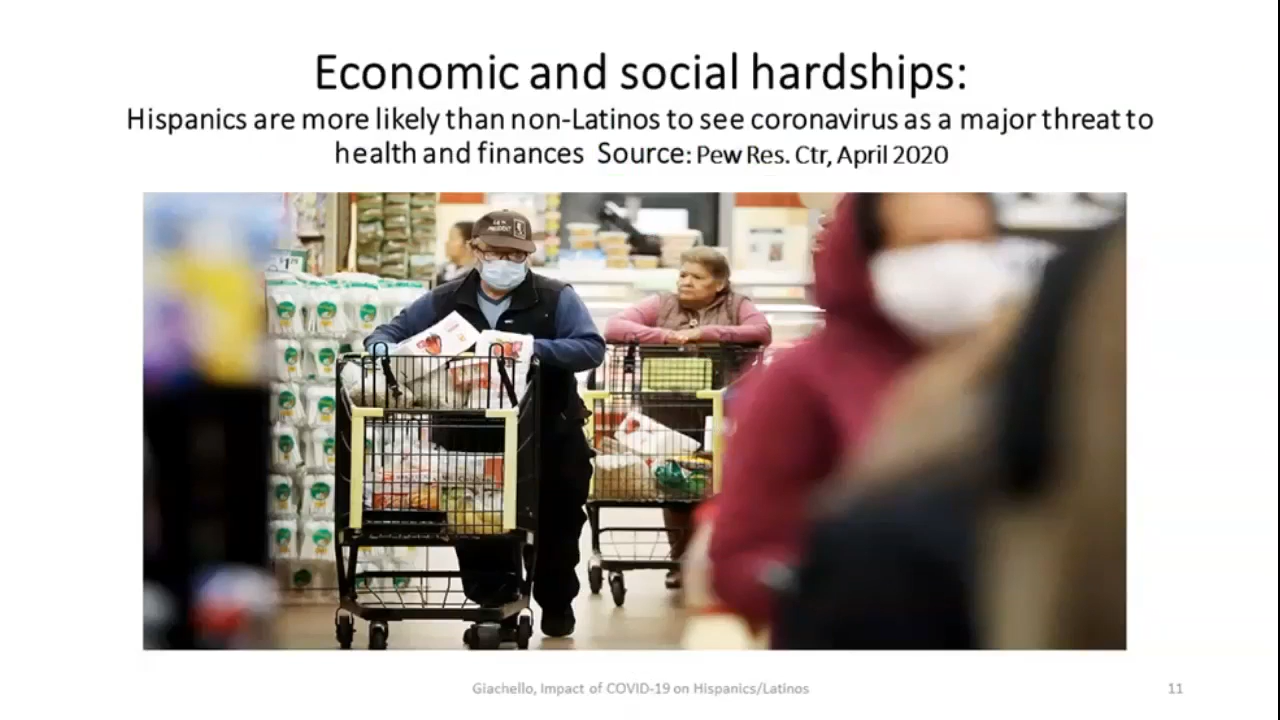 Economic and social hardships:
Hispanics are more likely than non-Latinos to see coronavirus as a major threat to
health and finances Source: Pew Res. Ctr, April 2020
Giachello, Impact of COVID-19 on Hispanics/Latinos
11